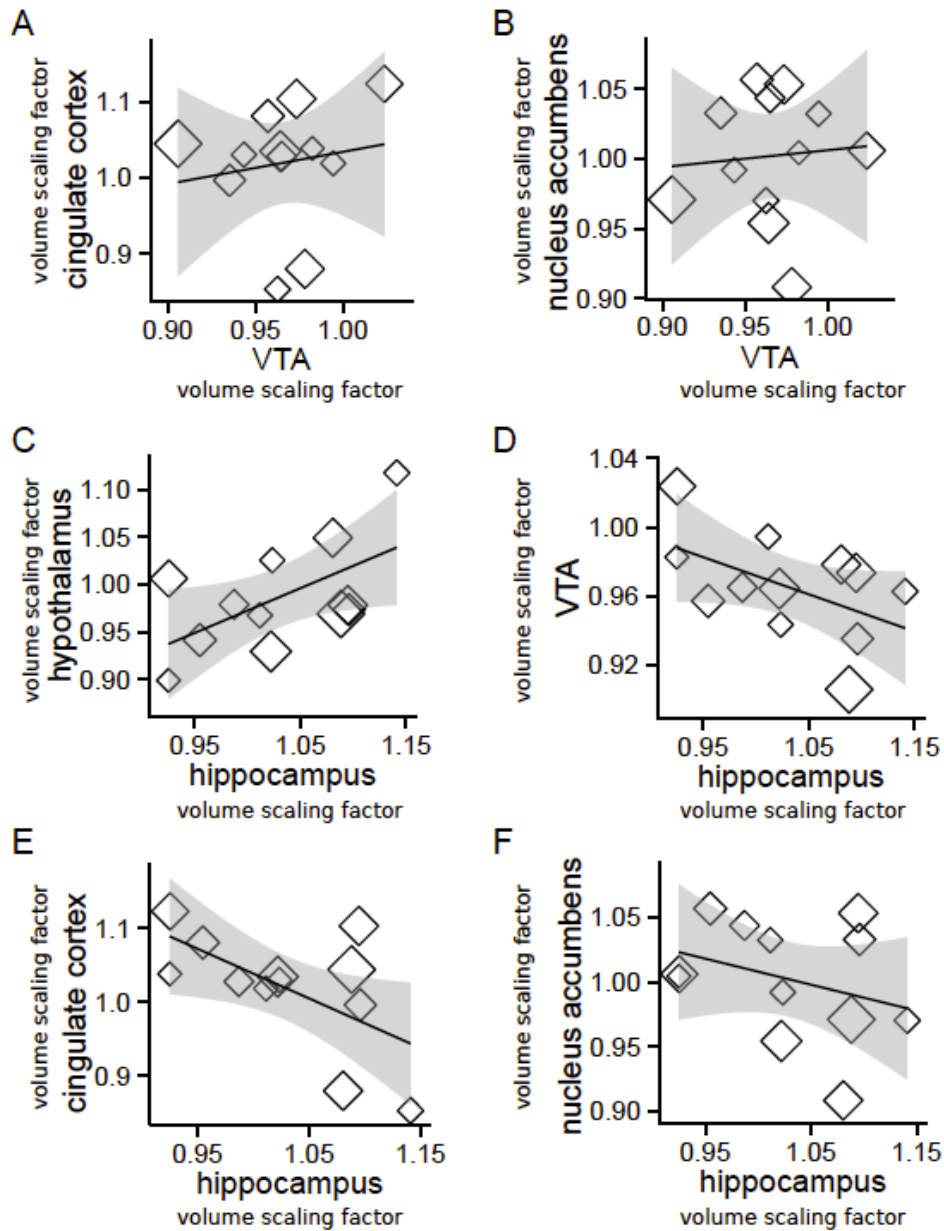 A
volume scaling factor
cingulate cortex
1.1
1.0
0.9
0.90 0.95 1.00
VTA
volume scaling factor
B
volume scaling factor
nucleus accumbens
1.05
1.00
0.95
0.90
0.90 0.95 1.00
VTA
volume scaling factor
C
volume scaling factor
hypothalamus
1.10
1.05
1.00
0.95
0.90
0.95 1.05 1.15
hippocampus
volume scaling factor
D
volume scaling factor
VTA
1.04
1.00
0.96
0.92
0.95 1.05 1.15
hippocampus
volume scaling factor
E
volume scaling factor
cingulate cortex
1.1
1.0
0.9
0.95 1.05 1.15
hippocampus
volume scaling factor
F
volume scaling factor
nucleus accumbens
1.05
1.00
0.95
0.90
0.95 1.05 1.15
hippocampus
volume scaling factor